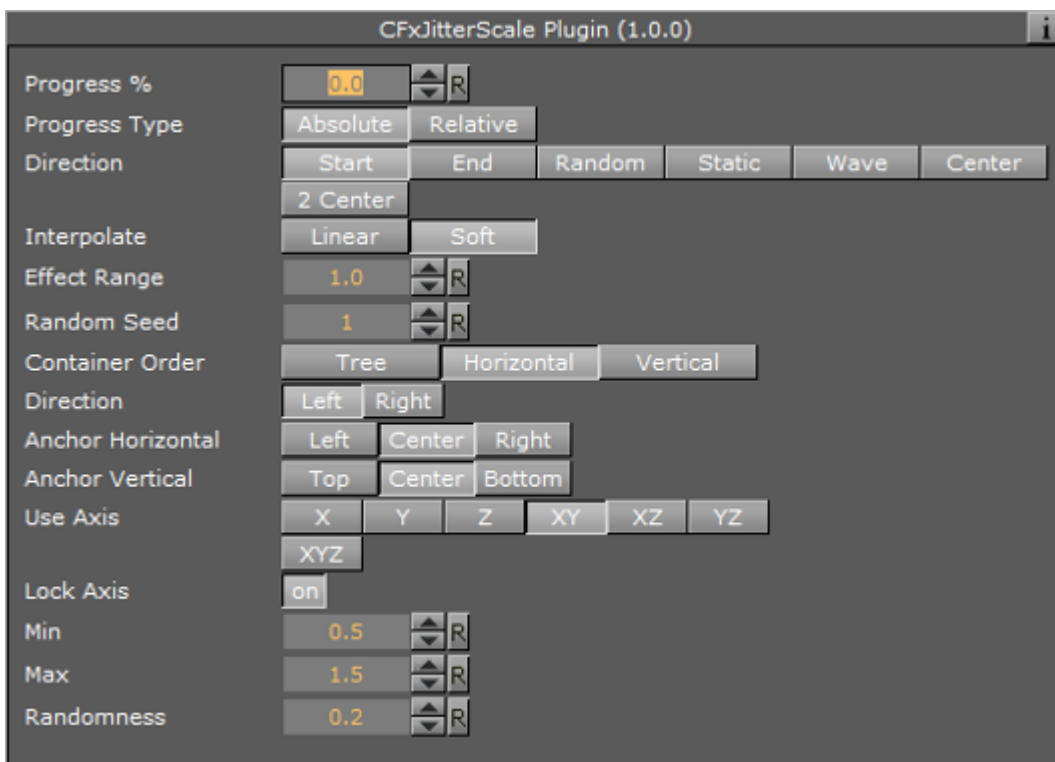 CFxJitterScale Plugin (1.0.0) i
Progress % 0.0 R
Progress Type Absolute Relative
Direction Start End Random Static Wave Center
2 Center
Interpolate Linear Soft
Effect Range 1.0 R
Random Seed 1 R
Container Order Tree Horizontal Vertical
Direction Left Right
Anchor Horizontal Left Center Right
Anchor Vertical Top Center Bottom
Use Axis X Y Z XY XZ YZ
XYZ
Lock Axis on
Min 0.5 R
Max 1.5 R
Randomness 0.2 R